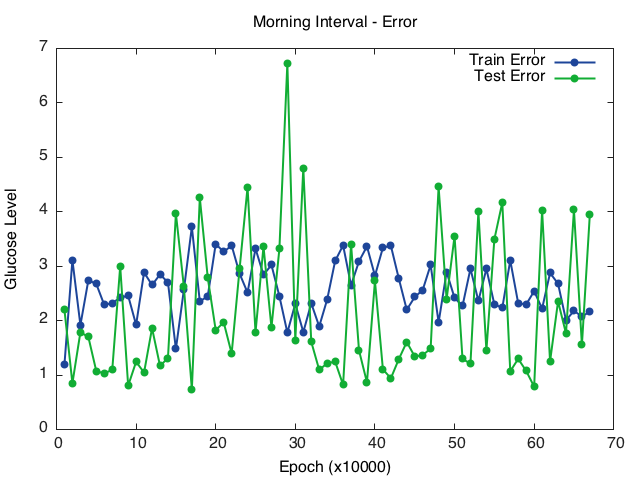 Morning Interval - Error
Train Error
Test Error
7
6
5
4
3
2
1
0
Glucose Level
0 10 20 30 40 50 60 70
Epoch (x10000)